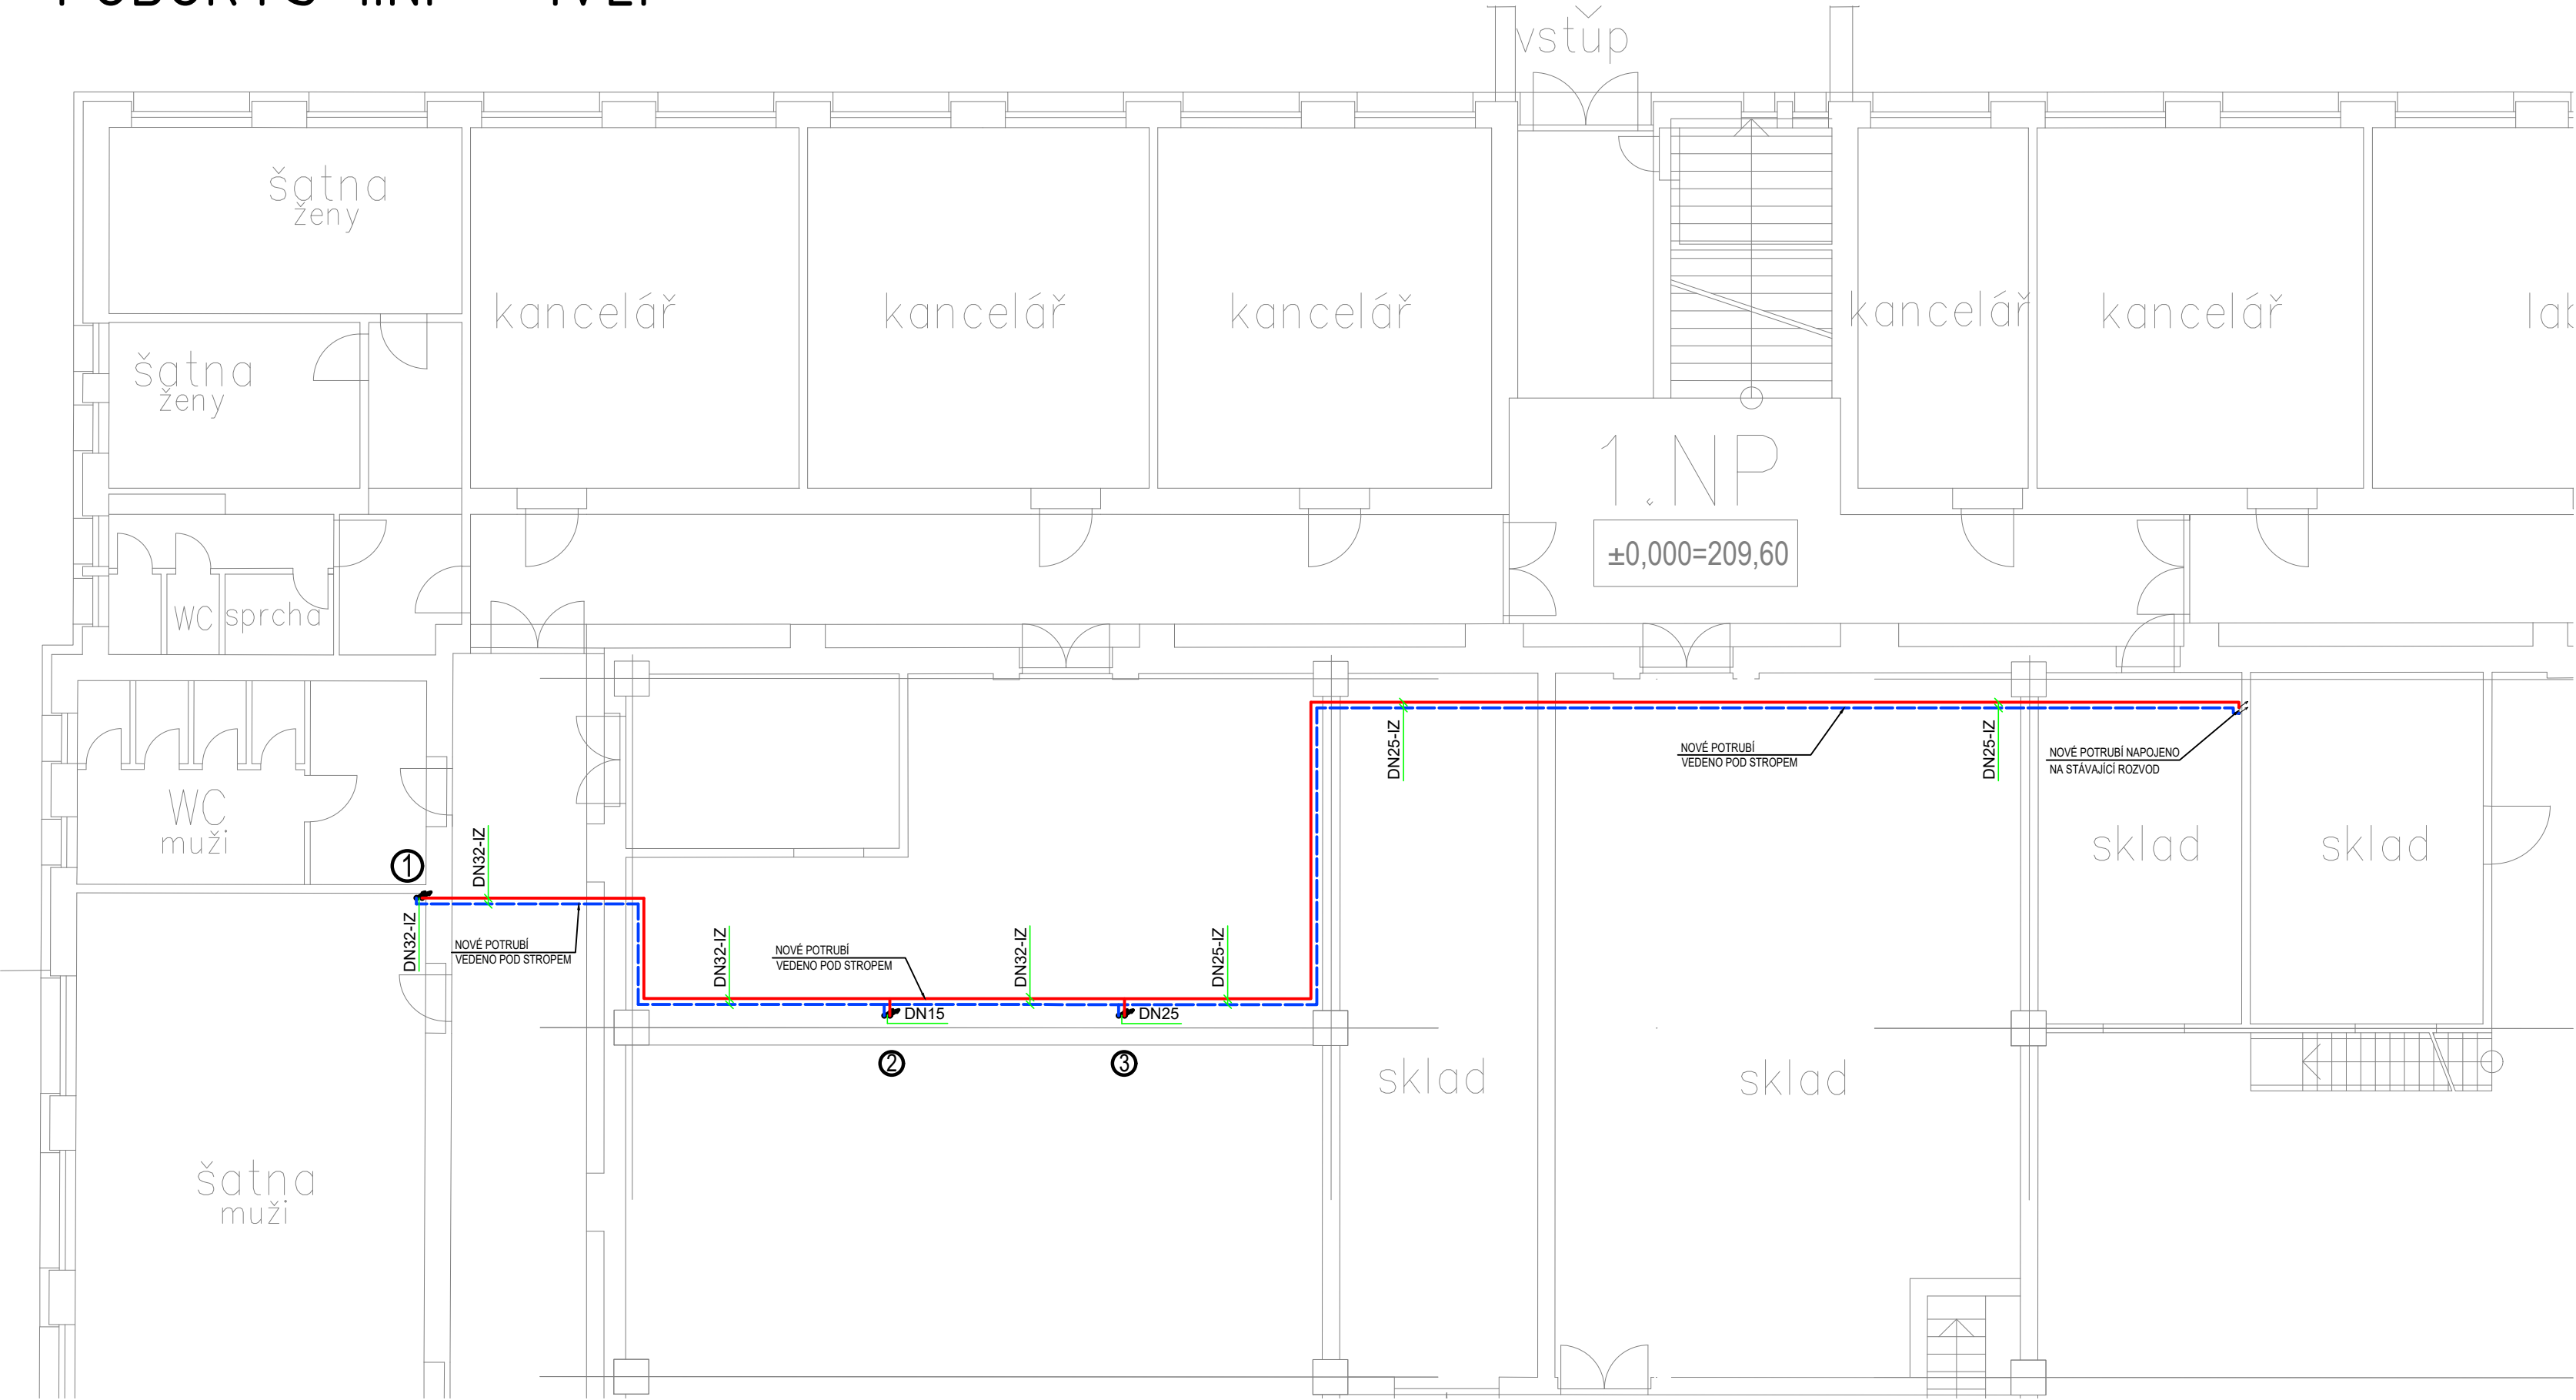 vstup
šatna
ženy
kancelář
kancelář
kancelář
kancelář
kancelář
šatna
ženy
1.NP
±0,000=209,60
WC
sprcha
DN25-IZ
NOVÉ POTRUBÍ
VEDENO POD STROPEM
DN25-IZ
NOVÉ POTRUBÍ NAPOJENO
NA STÁVAJÍCÍ ROZVOD
WC
muži
sklad
sklad
1
DN32-IZ
DN32-IZ
NOVÉ POTRUBÍ
VEDENO POD STROPEM
DN32-IZ
NOVÉ POTRUBÍ
VEDENO POD STROPEM
DN32-IZ
DN25-IZ
DN15
DN25
2
3
sklad
sklad
šatna
muži